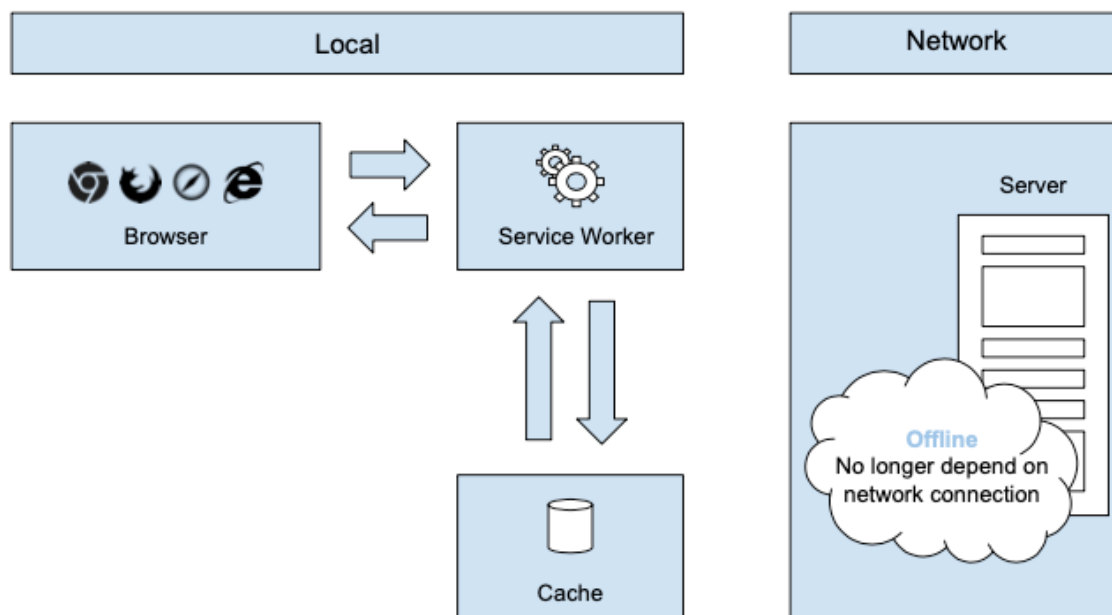 Local
Network
Browser
Service Worker
Server
Offline
No longer depend on
network connection
Cache